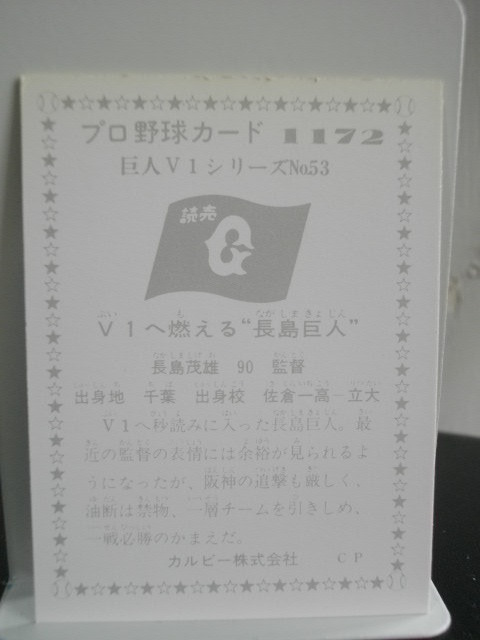 プロ野球カード 1172
巨人V1シリーズNo.53
読売
G
V1へ燃える“長島巨人”
長島茂雄 90 監督
出身地 千葉 出身校 佐倉一高－立大
V1へ秒読みに入った長島巨人。最
近の監督の表情には余裕が見られるよ
うになったが、阪神の追撃も厳しく、
油断は禁物、一層チームを引きしめ、
一戦必勝のかまえだ。
カルビー株式会社 CP